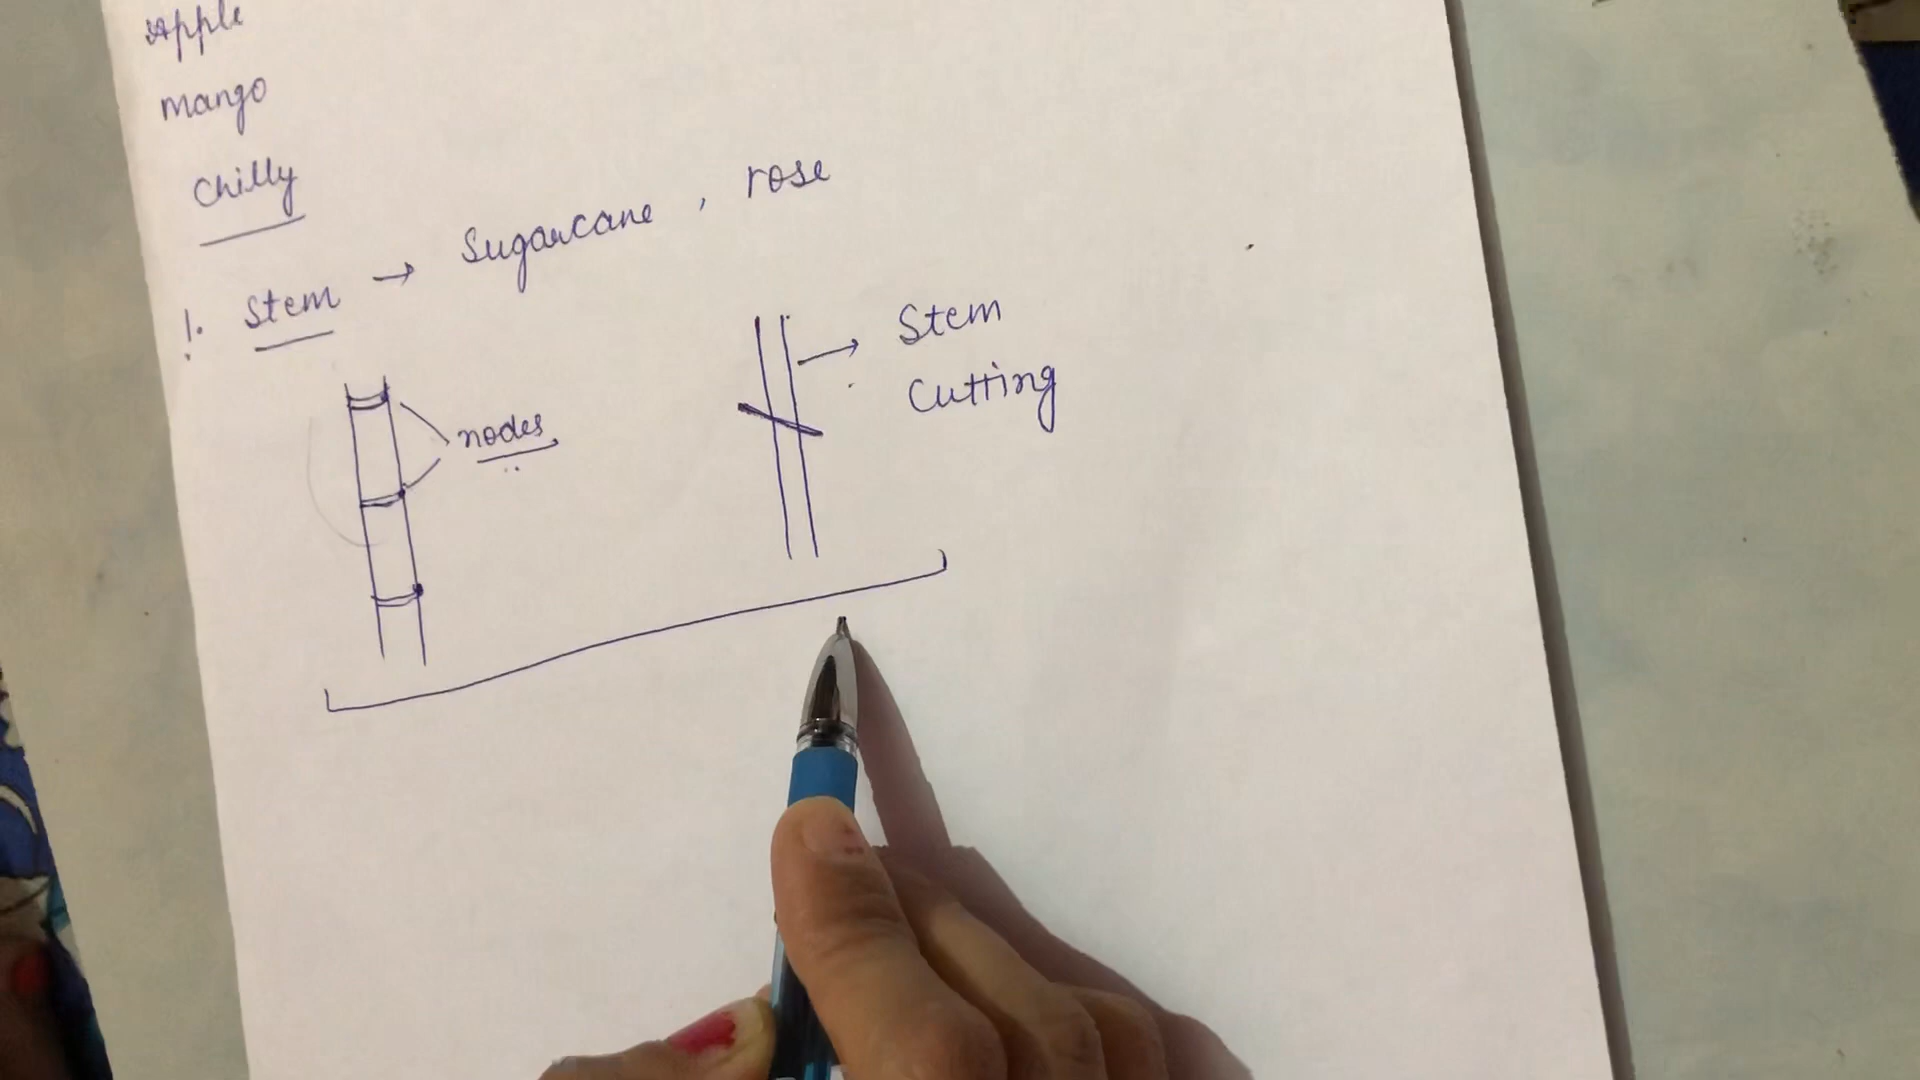 Apple
mango
Chilly
1. Stem → Sugarcane, rose
nodes
Stem
Cutting